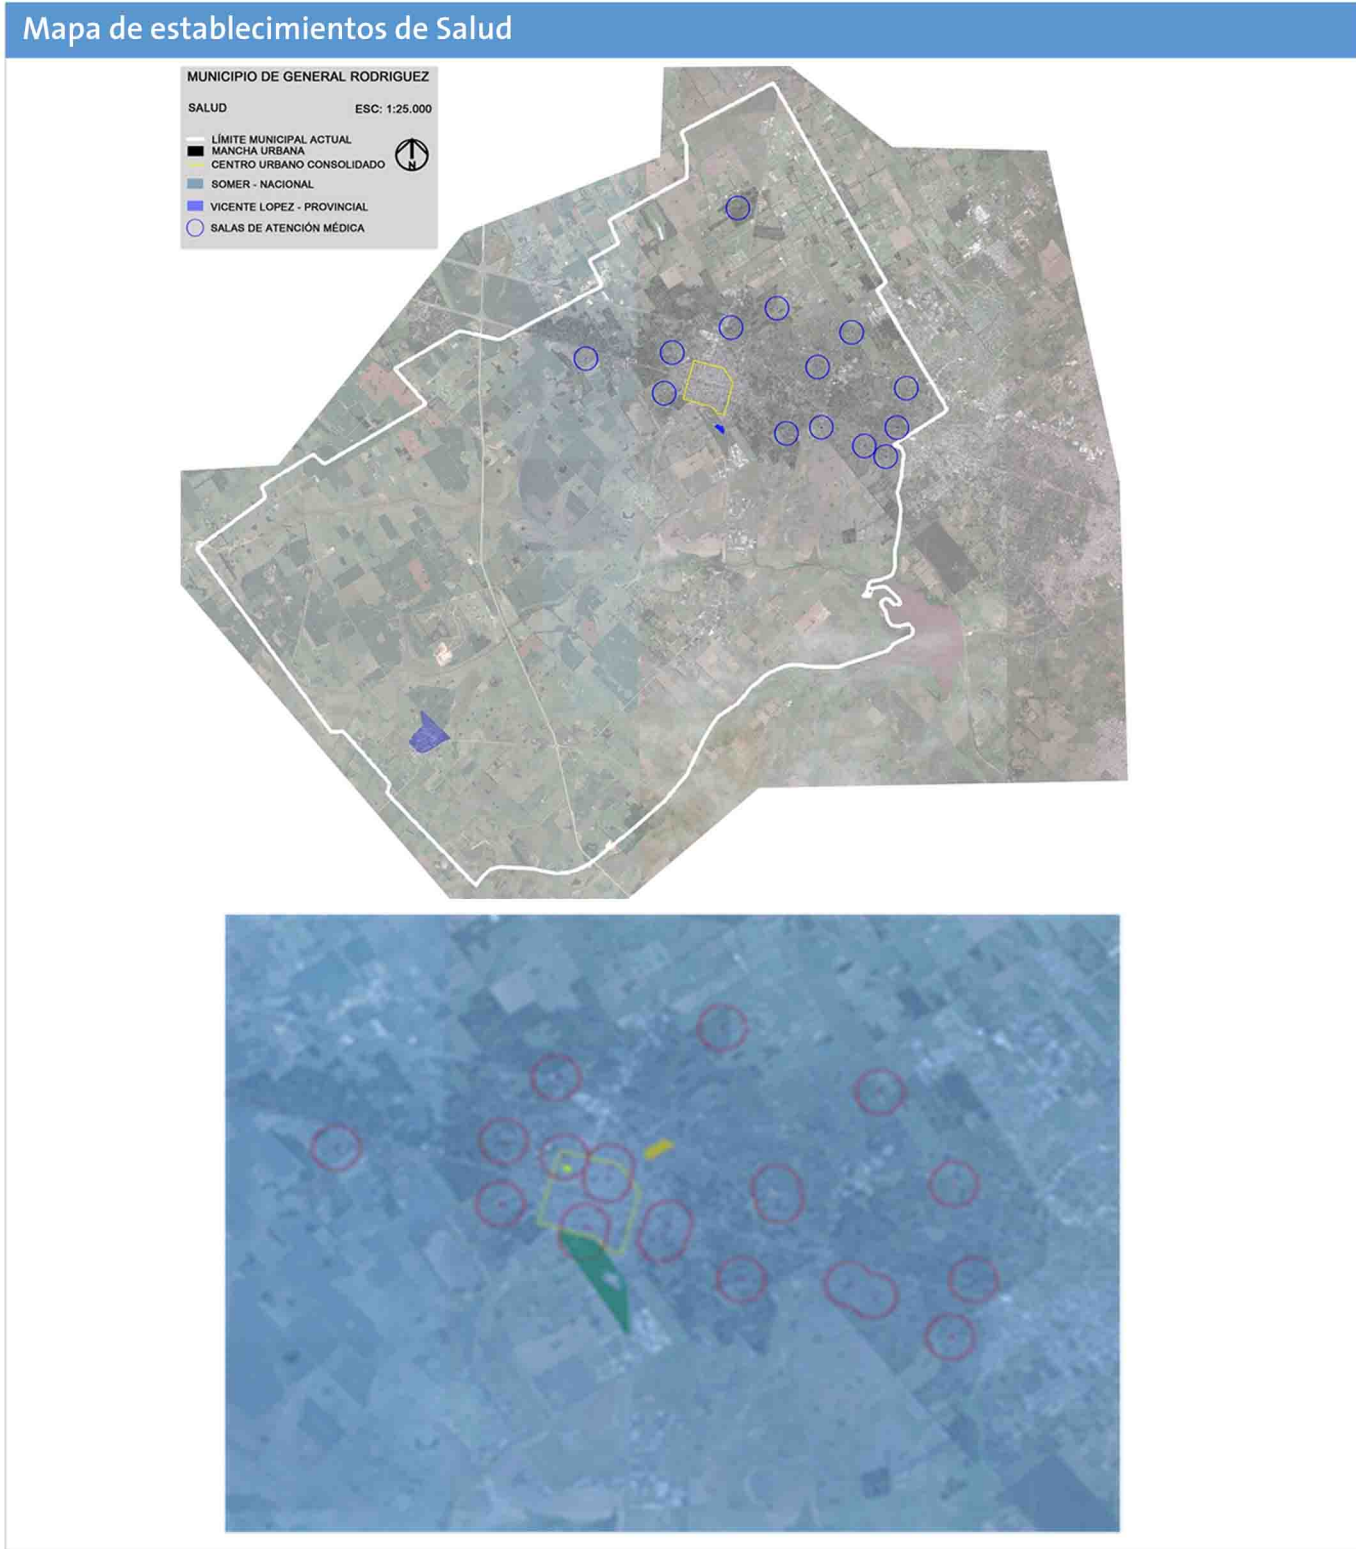 Mapa de establecimientos de Salud
MUNICIPIO DE GENERAL RODRIGUEZ
SALUD ESC: 1:25.000
LÍMITE MUNICIPAL ACTUAL
MANCHA URBANA
CENTRO URBANO CONSOLIDADO
N
SOMER - NACIONAL
VICENTE LOPEZ - PROVINCIAL
SALAS DE ATENCIÓN MÉDICA